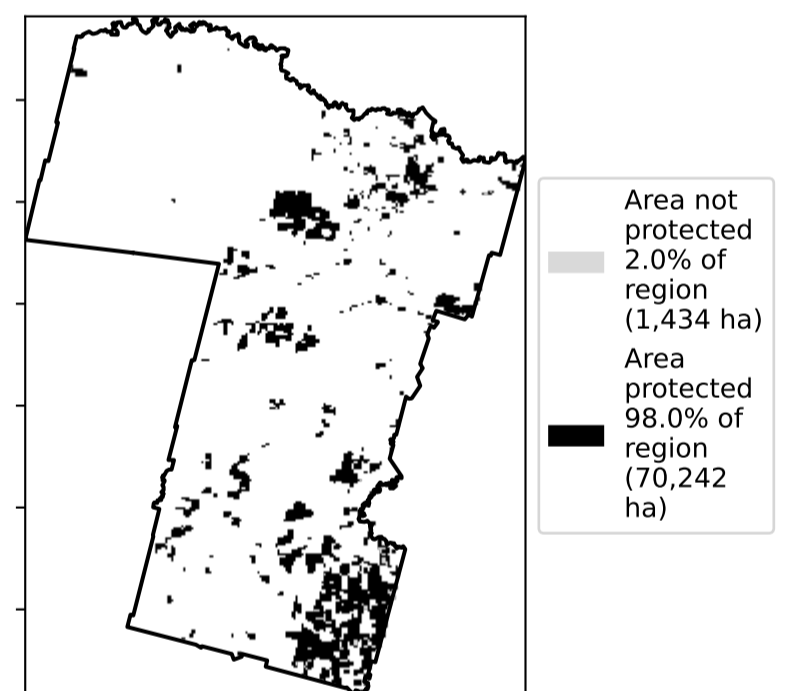 Area not
protected
2.0% of
region
(1,434 ha)
Area
protected
98.0% of
region
(70,242
ha)